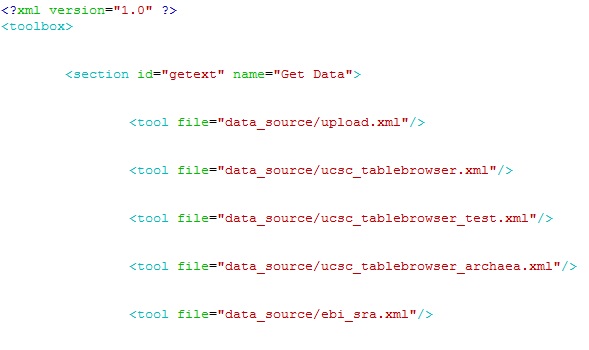 <?xml version="1.0" ?>
<toolbox>
<section id="getext" name="Get Data">
<tool file="data_source/upload.xml"/>
<tool file="data_source/ucsc_tablebrowser.xml"/>
<tool file="data_source/ucsc_tablebrowser_test.xml"/>
<tool file="data_source/ucsc_tablebrowser_archaea.xml"/>
<tool file="data_source/ebi_sra.xml"/>